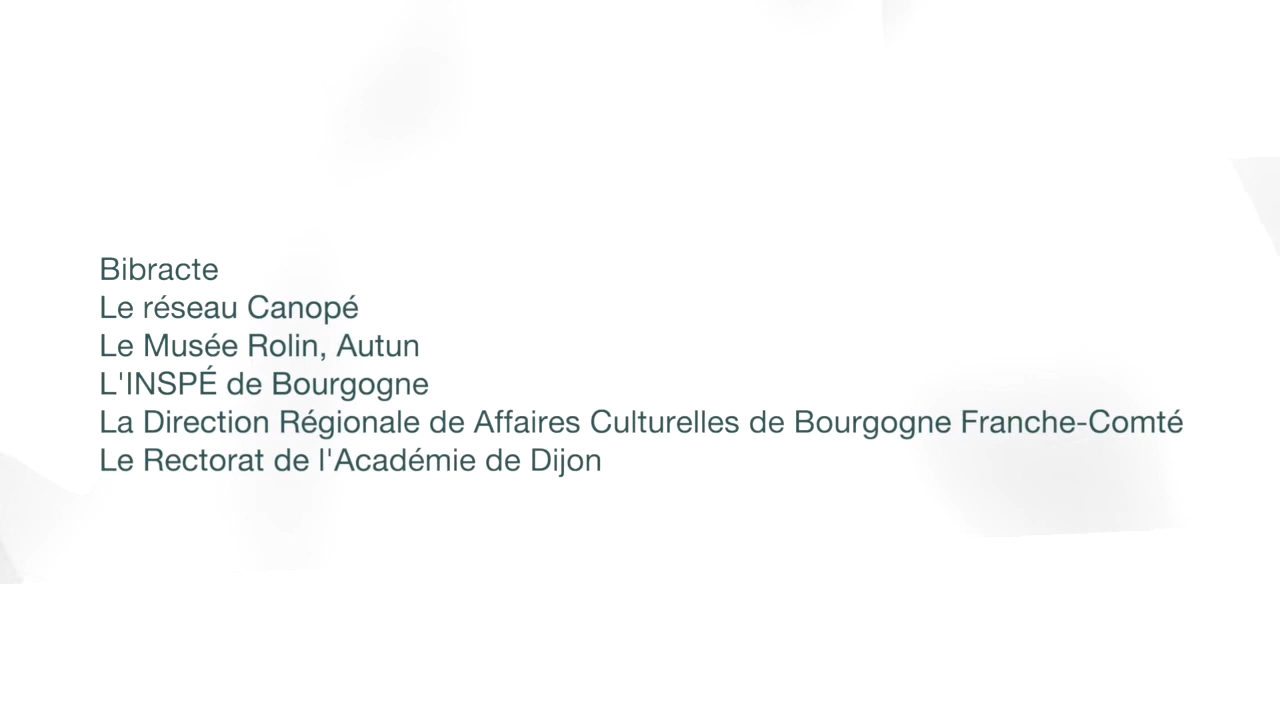 Bibracte
Le réseau Canopé
Le Musée Rolin, Autun
L'INSPÉ de Bourgogne
La Direction Régionale de Affaires Culturelles de Bourgogne Franche-Comté
Le Rectorat de l'Académie de Dijon